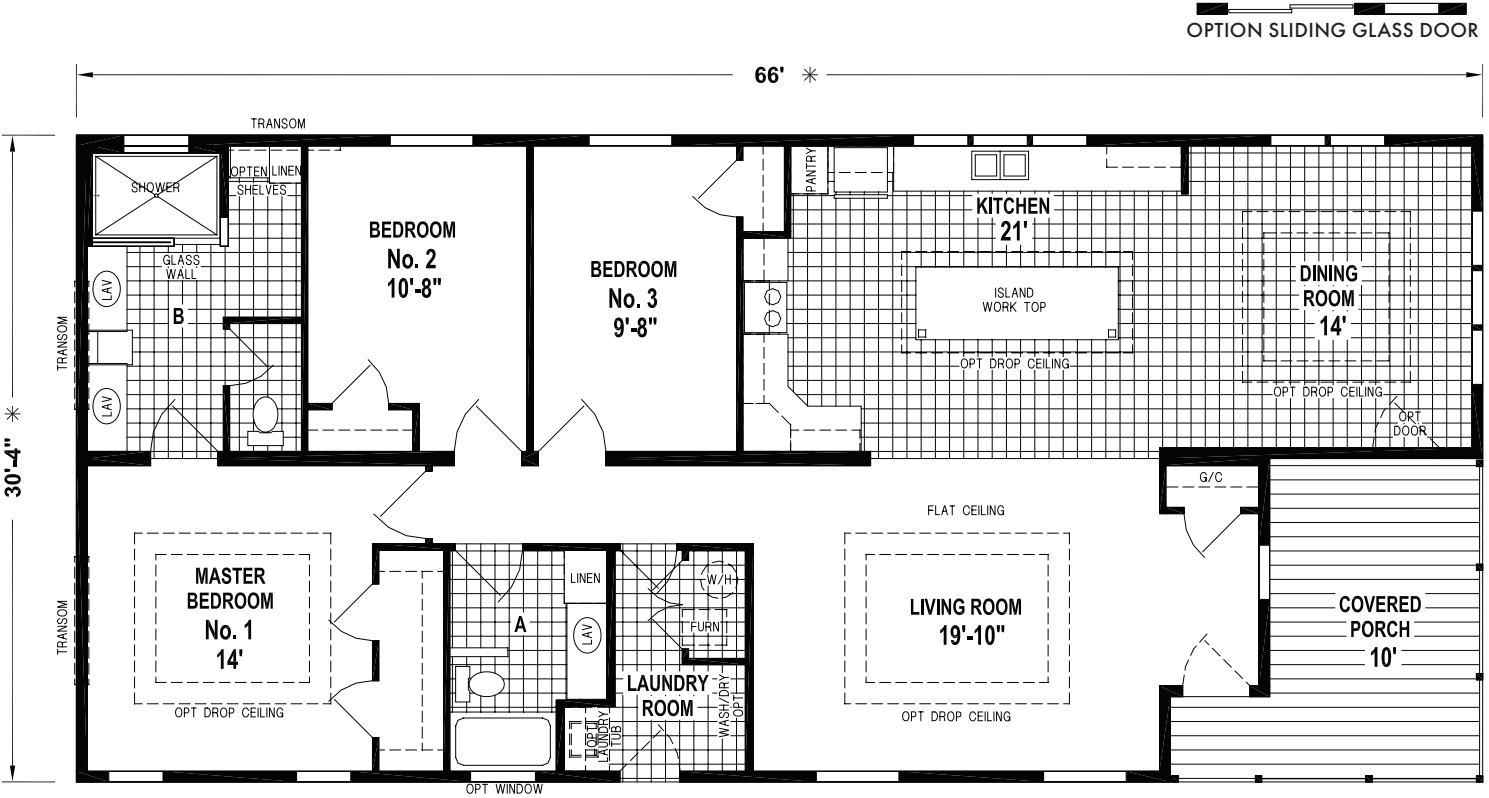 OPTION SLIDING GLASS DOOR
66' ✳
TRANSOM
SHOWER
OPTEN
LINEN
SHELVES
GLASS
WALL
LAV
B
LAV
TRANSOM
30'-4" ✳
BEDROOM
No. 2
10'-8"
BEDROOM
No. 3
9'-8"
PANTRY
KITCHEN
21'
ISLAND
WORK TOP
OPT DROP CEILING
DINING
ROOM
14'
OPT DROP CEILING
OPT
DOOR
G/C
FLAT CEILING
TRANSOM
MASTER
BEDROOM
No. 1
14'
OPT DROP CEILING
LINEN
A
LAV
W/H
FURN
LAUNDRY
ROOM
WASH/DRY
OPT
OPT
LAUNDRY
TUB
LIVING ROOM
19'-10"
OPT DROP CEILING
COVERED
PORCH
10'
OPT WINDOW